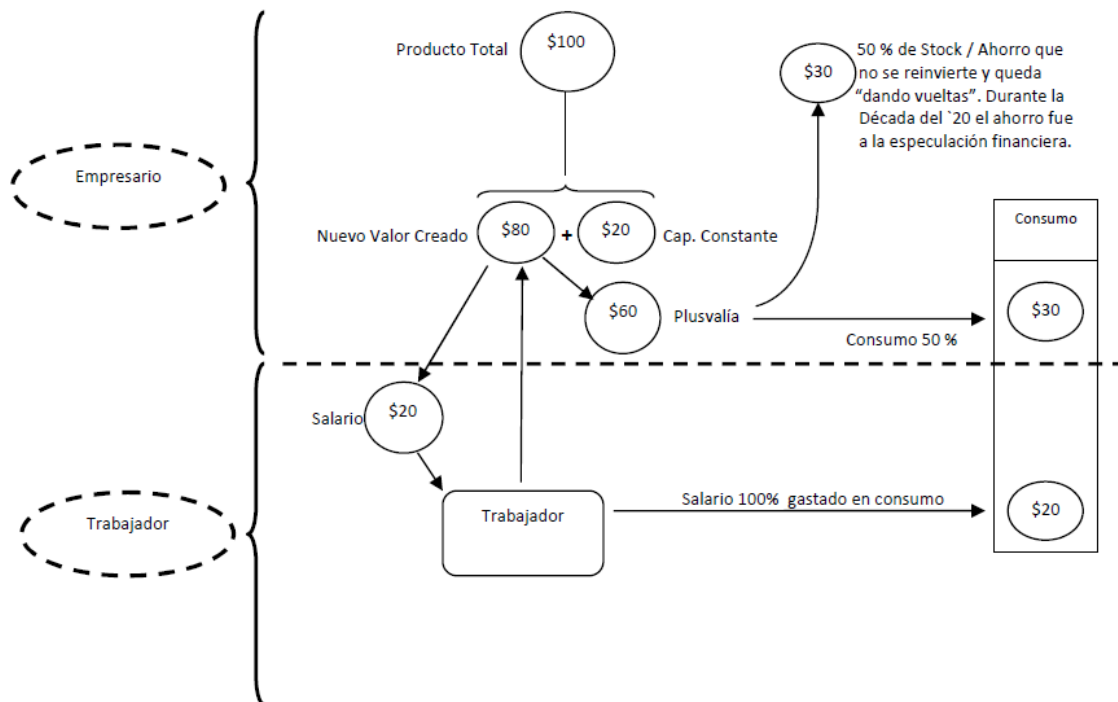 Producto Total
$100
$30
50 % de Stock / Ahorro que
no se reinvierte y queda
“dando vueltas”. Durante la
Década del `20 el ahorro fue
a la especulación financiera.
Empresario
Nuevo Valor Creado
$80
+
$20
Cap. Constante
Consumo
$60
Plusvalía
$30
Consumo 50 %
Salario
$20
Trabajador
Trabajador
Salario 100% gastado en consumo
$20